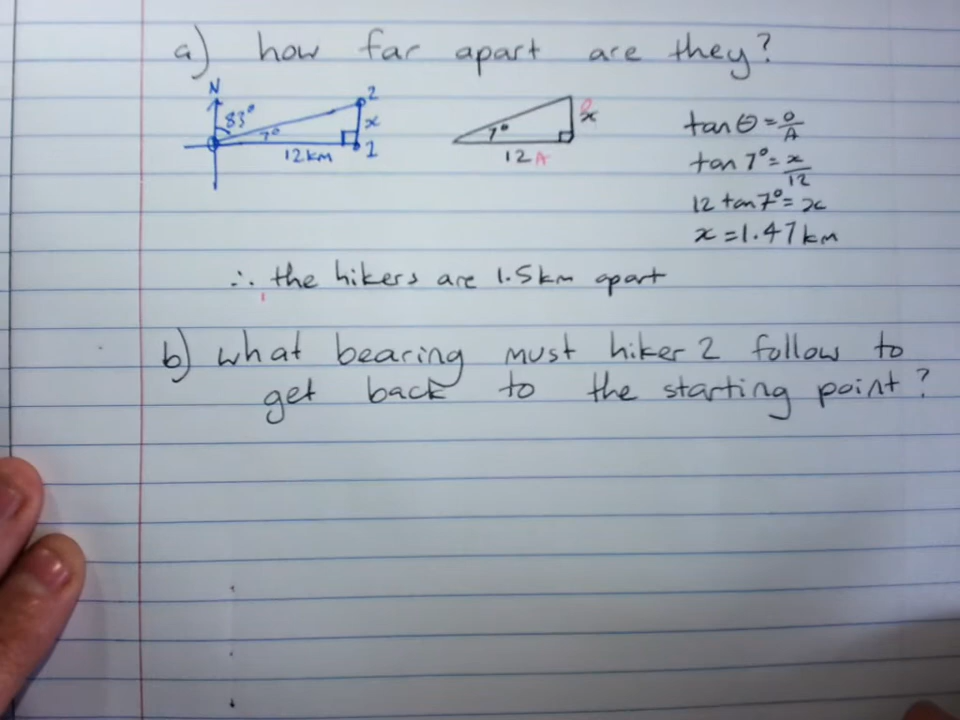 a) how far apart are they?
N
83°
7°
12km
2
x
1
7°
12 A
o
x
tan θ = o/A
tan 7° = x/12
12 tan 7° = x
x = 1.47km
∴ the hikers are 1.5km apart
b) what bearing must hiker 2 follow to
get back to the starting point?